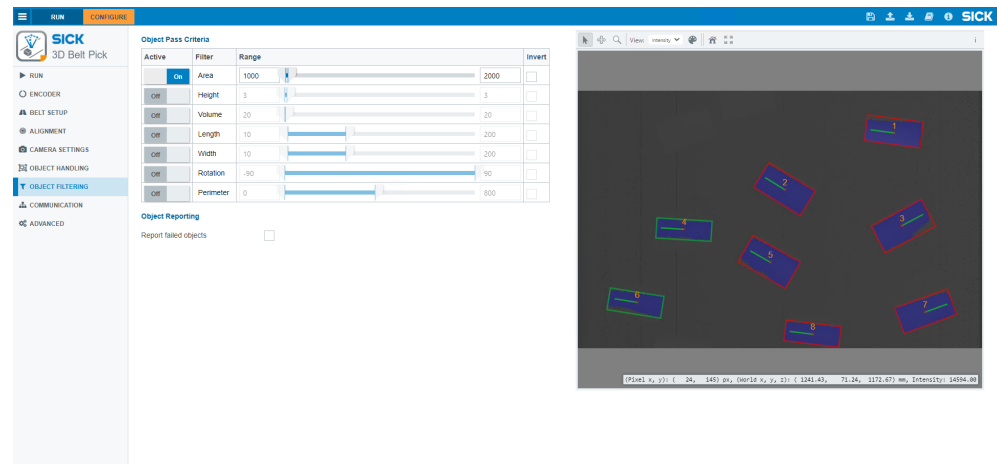 RUN
CONFIGURE
SICK
SICK
3D Belt Pick
RUN
ENCODER
BELT SETUP
ALIGNMENT
CAMERA SETTINGS
OBJECT HANDLING
OBJECT FILTERING
COMMUNICATION
ADVANCED
Object Pass Criteria
Active Filter Range Invert
On Area 1000 2000
Off Height 3 3
Off Volume 20 20
Off Length 10 200
Off Width 10 200
Off Rotation -90 90
Off Perimeter 0 800
Object Reporting
Report failed objects
View: Intensity
1
2
3
4
5
6
7
8
(Pixel x, y): ( 24, 145) px, (World x, y, z): ( 1241.43, 71.24, 1172.67) mm, Intensity: 14594.00